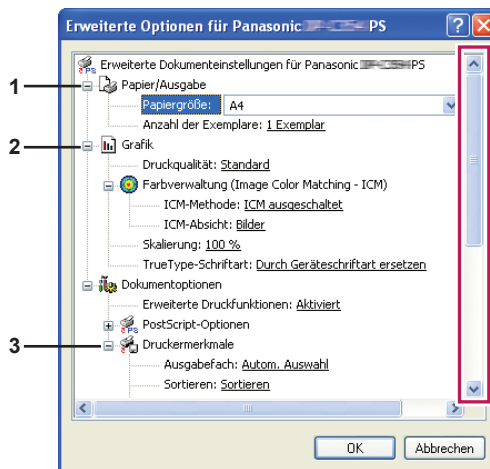 Erweiterte Optionen für Panasonic PS
Erweiterte Dokumenteinstellungen für Panasonic PS
1 Papier/Ausgabe
Papiergröße: A4
Anzahl der Exemplare: 1 Exemplar
2 Grafik
Druckqualität: Standard
Farbverwaltung (Image Color Matching - ICM)
ICM-Methode: ICM ausgeschaltet
ICM-Absicht: Bilder
Skalierung: 100 %
TrueType-Schriftart: Durch Geräteschriftart ersetzen
Dokumentoptionen
Erweiterte Druckfunktionen: Aktiviert
PostScript-Optionen
3 Druckermerkmale
Ausgabefach: Autom. Auswahl
Sortieren: Sortieren
OK Abbrechen